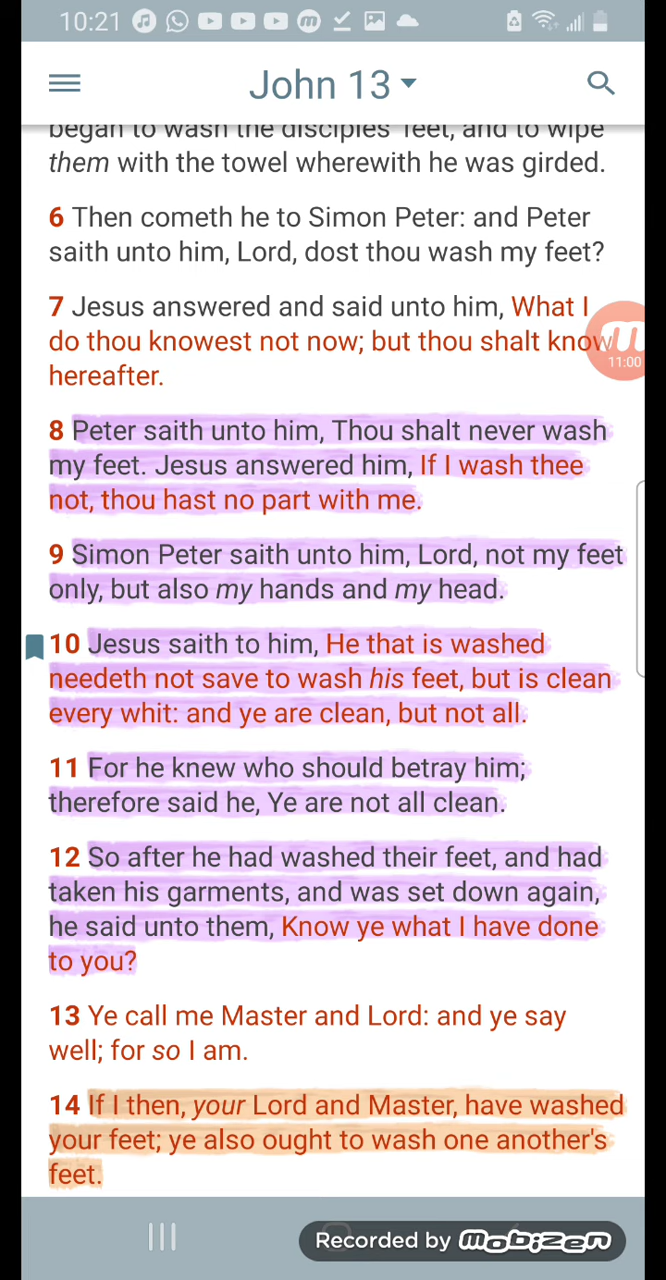 10:21
John 13
began to wash the disciples' feet, and to wipe
them with the towel wherewith he was girded.
6 Then cometh he to Simon Peter: and Peter
saith unto him, Lord, dost thou wash my feet?
7 Jesus answered and said unto him, What I
do thou knowest not now; but thou shalt know
hereafter.
11:00
8 Peter saith unto him, Thou shalt never wash
my feet. Jesus answered him, If I wash thee
not, thou hast no part with me.
9 Simon Peter saith unto him, Lord, not my feet
only, but also my hands and my head.
10 Jesus saith to him, He that is washed
needeth not save to wash his feet, but is clean
every whit: and ye are clean, but not all.
11 For he knew who should betray him;
therefore said he, Ye are not all clean.
12 So after he had washed their feet, and had
taken his garments, and was set down again,
he said unto them, Know ye what I have done
to you?
13 Ye call me Master and Lord: and ye say
well; for so I am.
14 If I then, your Lord and Master, have washed
your feet; ye also ought to wash one another's
feet.
Recorded by mobizen